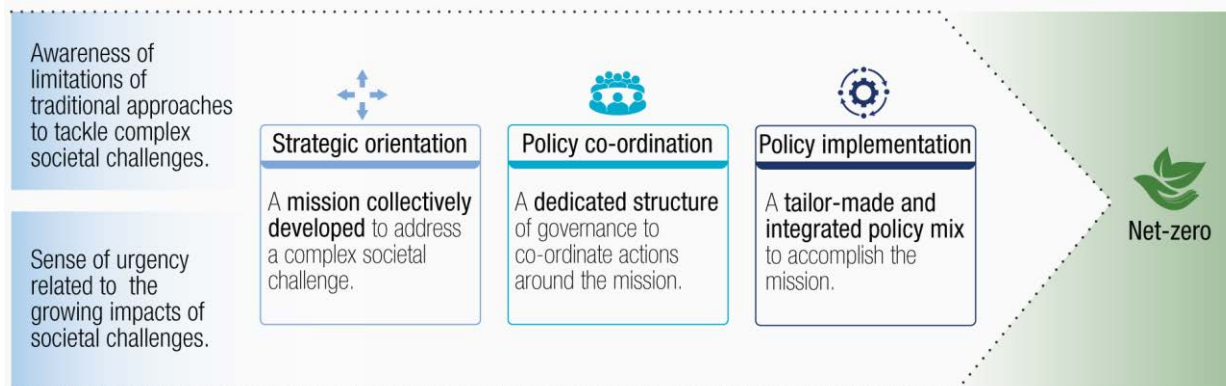 Awareness of
limitations of
traditional approaches
to tackle complex
societal challenges.
Sense of urgency
related to the
growing impacts of
societal challenges.
Strategic orientation
A mission collectively
developed to address
a complex societal
challenge.
Policy co-ordination
A dedicated structure
of governance to
co-ordinate actions
around the mission.
Policy implementation
A tailor-made and
integrated policy mix
to accomplish the
mission.
Net-zero